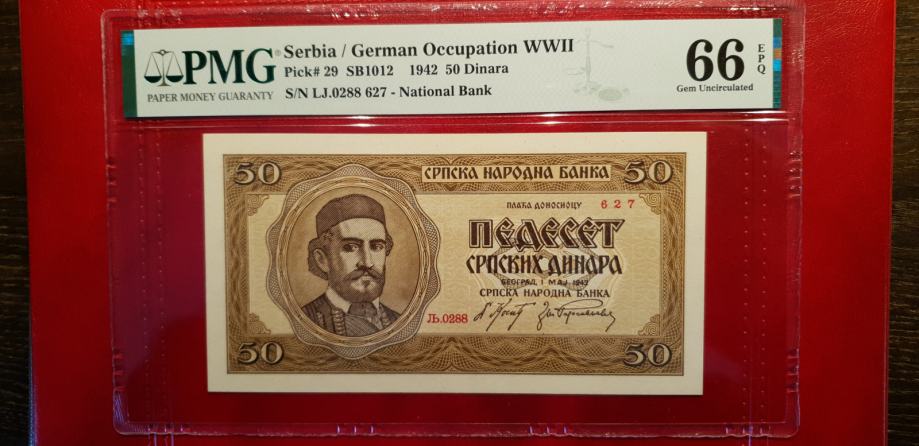 PMG
PAPER MONEY GUARANTY
Serbia / German Occupation WWII
Pick# 29 SB1012 1942 50 Dinara
S/N LJ.0288 627 - National Bank
66 EPQ
Gem Uncirculated
50 СРПСКА НАРОДНА БАНКА 50
ПЛАЋА ДОНОСИОЦУ 627
ПЕДЕСЕТ
СРПСКИХ ДИНАРА
БЕОГРАД, 1 МАЈ 1942
СРПСКА НАРОДНА БАНКА
Љ.0288
50 50